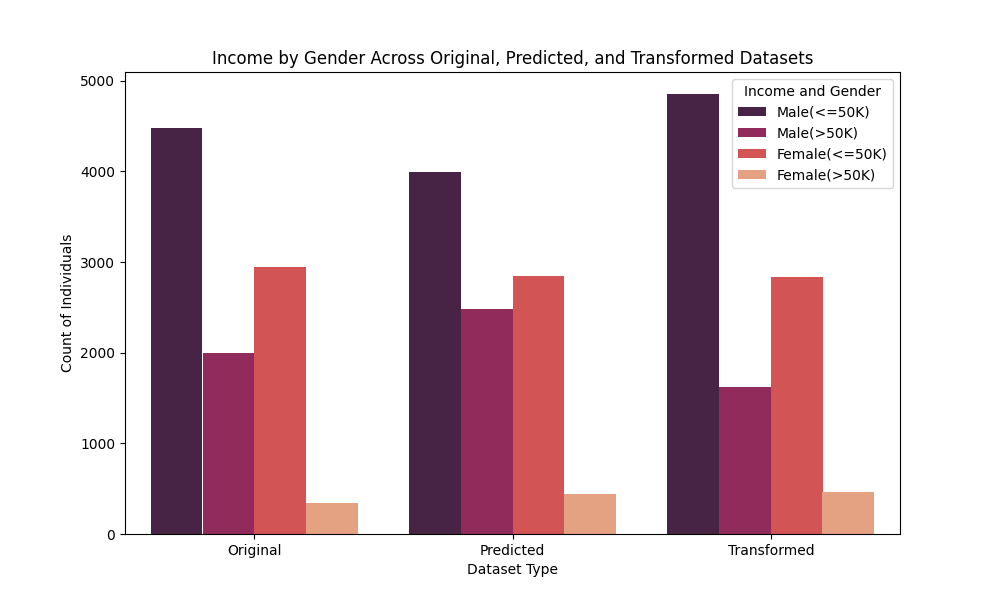 Income by Gender Across Original, Predicted, and Transformed Datasets
Income and Gender
Male(<=50K)
Male(>50K)
Female(<=50K)
Female(>50K)
Count of Individuals
5000
4000
3000
2000
1000
0
Original Predicted Transformed
Dataset Type